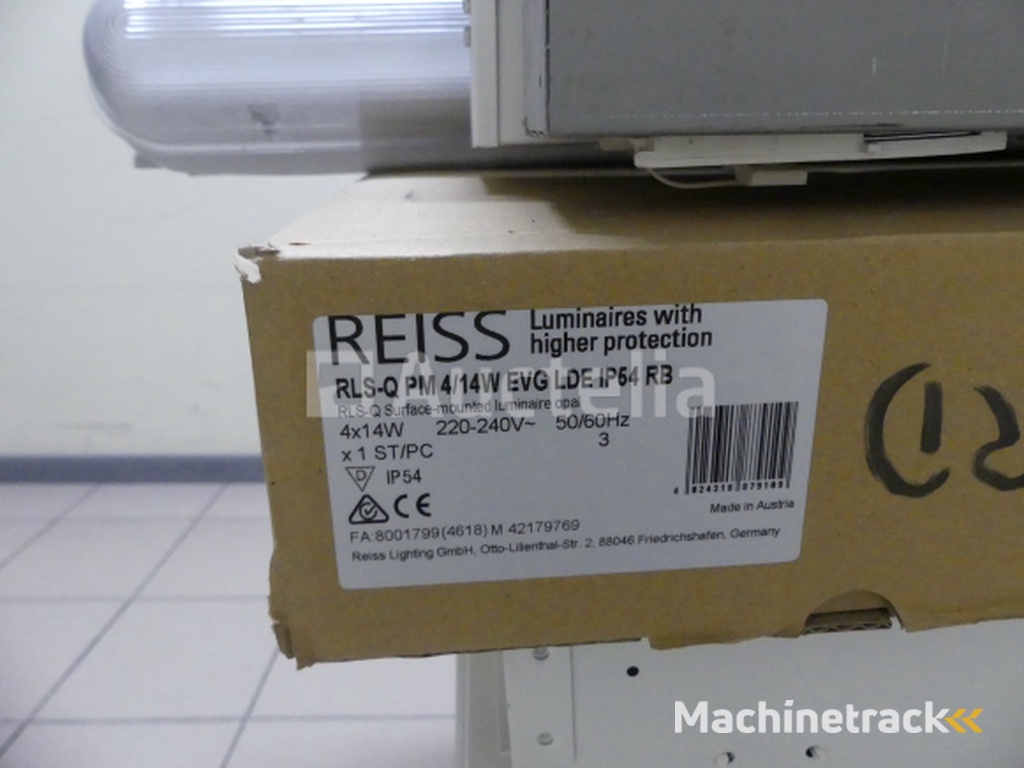 REISS Luminaires with
higher protection
RLS-Q PM 4/14W EVG LDE IP54 RB
RLS-Q Surface-mounted luminaire opal
4x14W 220-240V~ 50/60Hz
3
x 1 ST/PC
D IP54
CE
Made in Austria
FA:8001799(4618) M 42179769
Reiss Lighting GmbH, Otto-Lilienthal-Str. 2, 88046 Friedrichshafen, Germany
Auctelia
Machinetrack